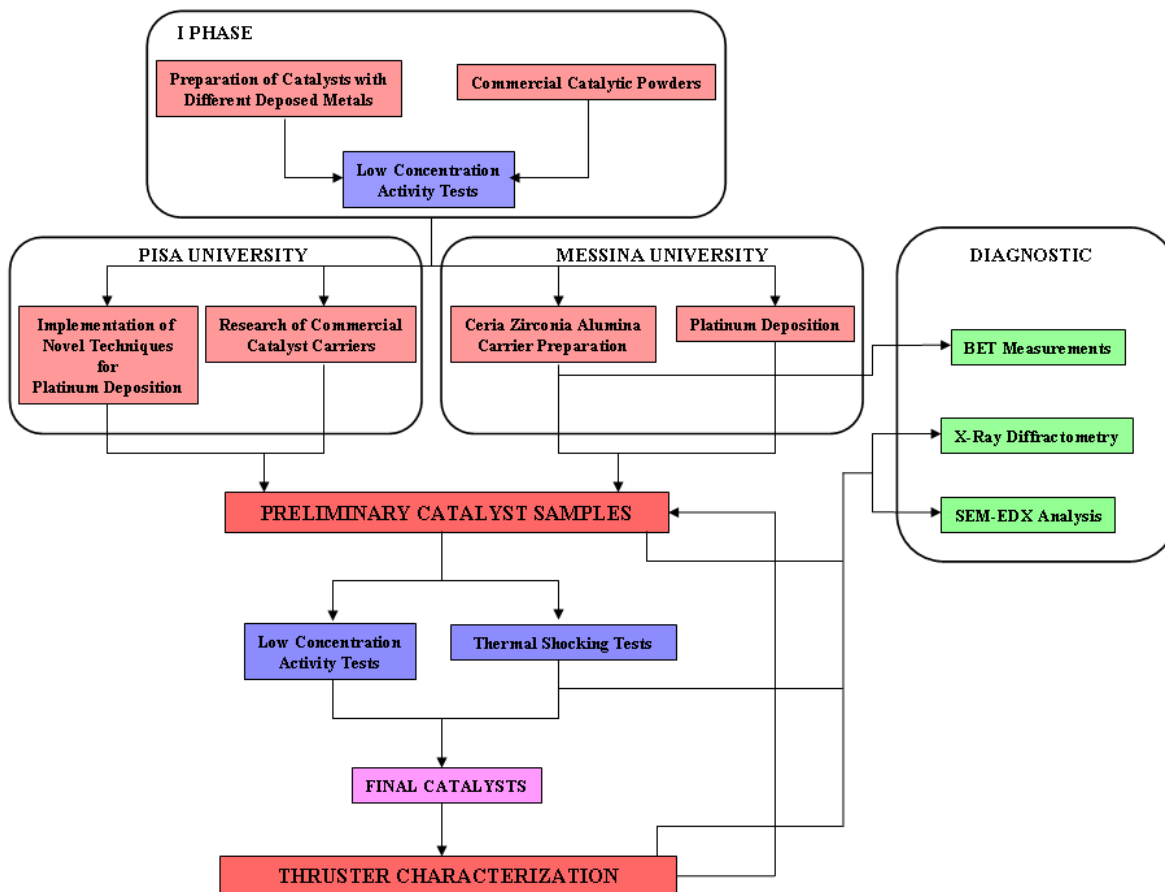 I PHASE
Preparation of Catalysts with
Different Deposed Metals
Commercial Catalytic Powders
Low Concentration
Activity Tests
PISA UNIVERSITY
Implementation of
Novel Techniques
for
Platinum Deposition
Research of Commercial
Catalyst Carriers
MESSINA UNIVERSITY
Ceria Zirconia Alumina
Carrier Preparation
Platinum Deposition
DIAGNOSTIC
BET Measurements
X-Ray Diffractometry
SEM-EDX Analysis
PRELIMINARY CATALYST SAMPLES
Low Concentration
Activity Tests
Thermal Shocking Tests
FINAL CATALYSTS
THRUSTER CHARACTERIZATION